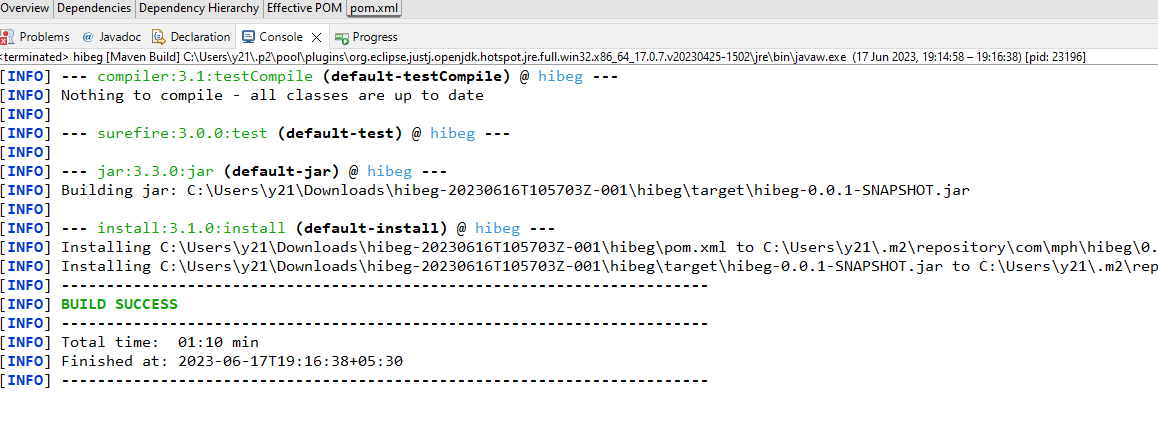 Overview Dependencies Dependency Hierarchy Effective POM pom.xml
Problems @ Javadoc Declaration Console Progress
<terminated> hibeg [Maven Build] C:\Users\y21\.p2\pool\plugins\org.eclipse.justj.openjdk.hotspot.jre.full.win32.x86_64_17.0.7.v20230425-1502\jre\bin\javaw.exe (17 Jun 2023, 19:14:58 – 19:16:38) [pid: 23196]
[INFO] --- compiler:3.1:testCompile (default-testCompile) @ hibeg ---
[INFO] Nothing to compile - all classes are up to date
[INFO]
[INFO] --- surefire:3.0.0:test (default-test) @ hibeg ---
[INFO]
[INFO] --- jar:3.3.0:jar (default-jar) @ hibeg ---
[INFO] Building jar: C:\Users\y21\Downloads\hibeg-20230616T105703Z-001\hibeg\target\hibeg-0.0.1-SNAPSHOT.jar
[INFO]
[INFO] --- install:3.1.0:install (default-install) @ hibeg ---
[INFO] Installing C:\Users\y21\Downloads\hibeg-20230616T105703Z-001\hibeg\pom.xml to C:\Users\y21\.m2\repository\com\mph\hibeg\0.
[INFO] Installing C:\Users\y21\Downloads\hibeg-20230616T105703Z-001\hibeg\target\hibeg-0.0.1-SNAPSHOT.jar to C:\Users\y21\.m2\rep
[INFO] ------------------------------------------------------------------------
[INFO] BUILD SUCCESS
[INFO] ------------------------------------------------------------------------
[INFO] Total time:  01:10 min
[INFO] Finished at: 2023-06-17T19:16:38+05:30
[INFO] ------------------------------------------------------------------------